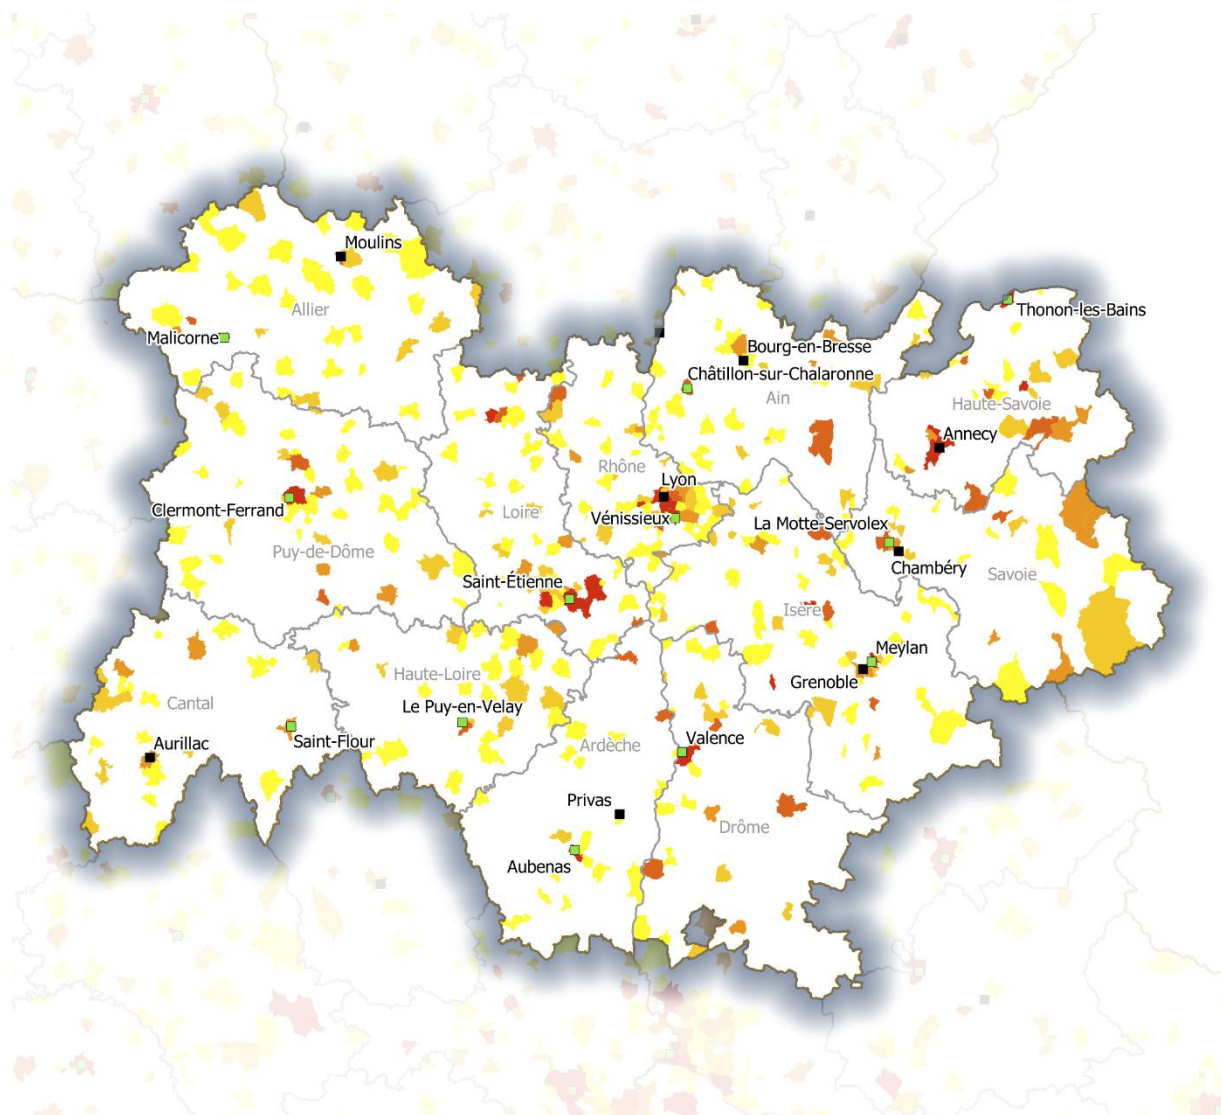 Moulins
Thonon-les-Bains
Allier
Malicorne
Bourg-en-Bresse
Châtillon-sur-Chalaronne
Ain
Haute-Savoie
Annecy
Rhône
Lyon
Clermont-Ferrand
Loire
Vénissieux
La Motte-Servolex
Puy-de-Dôme
Chambéry
Savoie
Saint-Étienne
Isère
Meylan
Haute-Loire
Grenoble
Cantal
Le Puy-en-Velay
Aurillac
Saint-Flour
Ardèche
Valence
Privas
Drôme
Aubenas